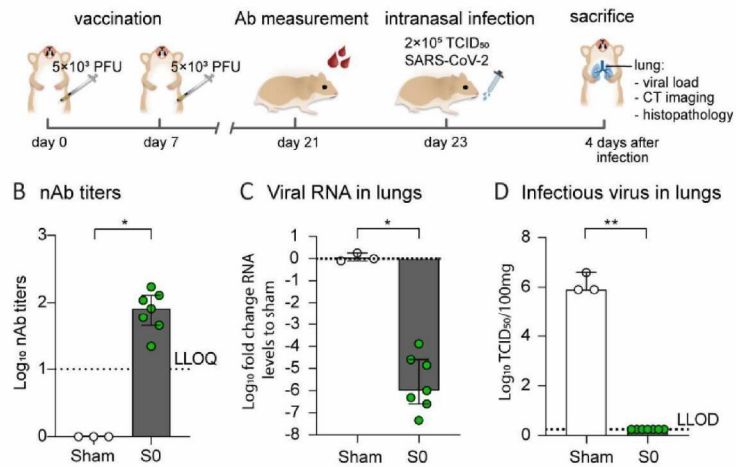 vaccination
Ab measurement
intranasal infection
sacrifice
5×10³ PFU
5×10³ PFU
2×10⁵ TCID₅₀
SARS-CoV-2
lung:
- viral load
- CT imaging
- histopathology
day 0
day 7
day 21
day 23
4 days after
infection
B nAb titers
*
Log₁₀ nAb titers
3
2
1
0
LLOQ
Sham
S0
C Viral RNA in lungs
*
Log₁₀ fold change RNA
levels to sham
1
0
-1
-2
-3
-4
-5
-6
-7
-8
Sham
S0
D Infectious virus in lungs
**
Log₁₀ TCID₅₀/100mg
8
6
4
2
0
LLOD
Sham
S0